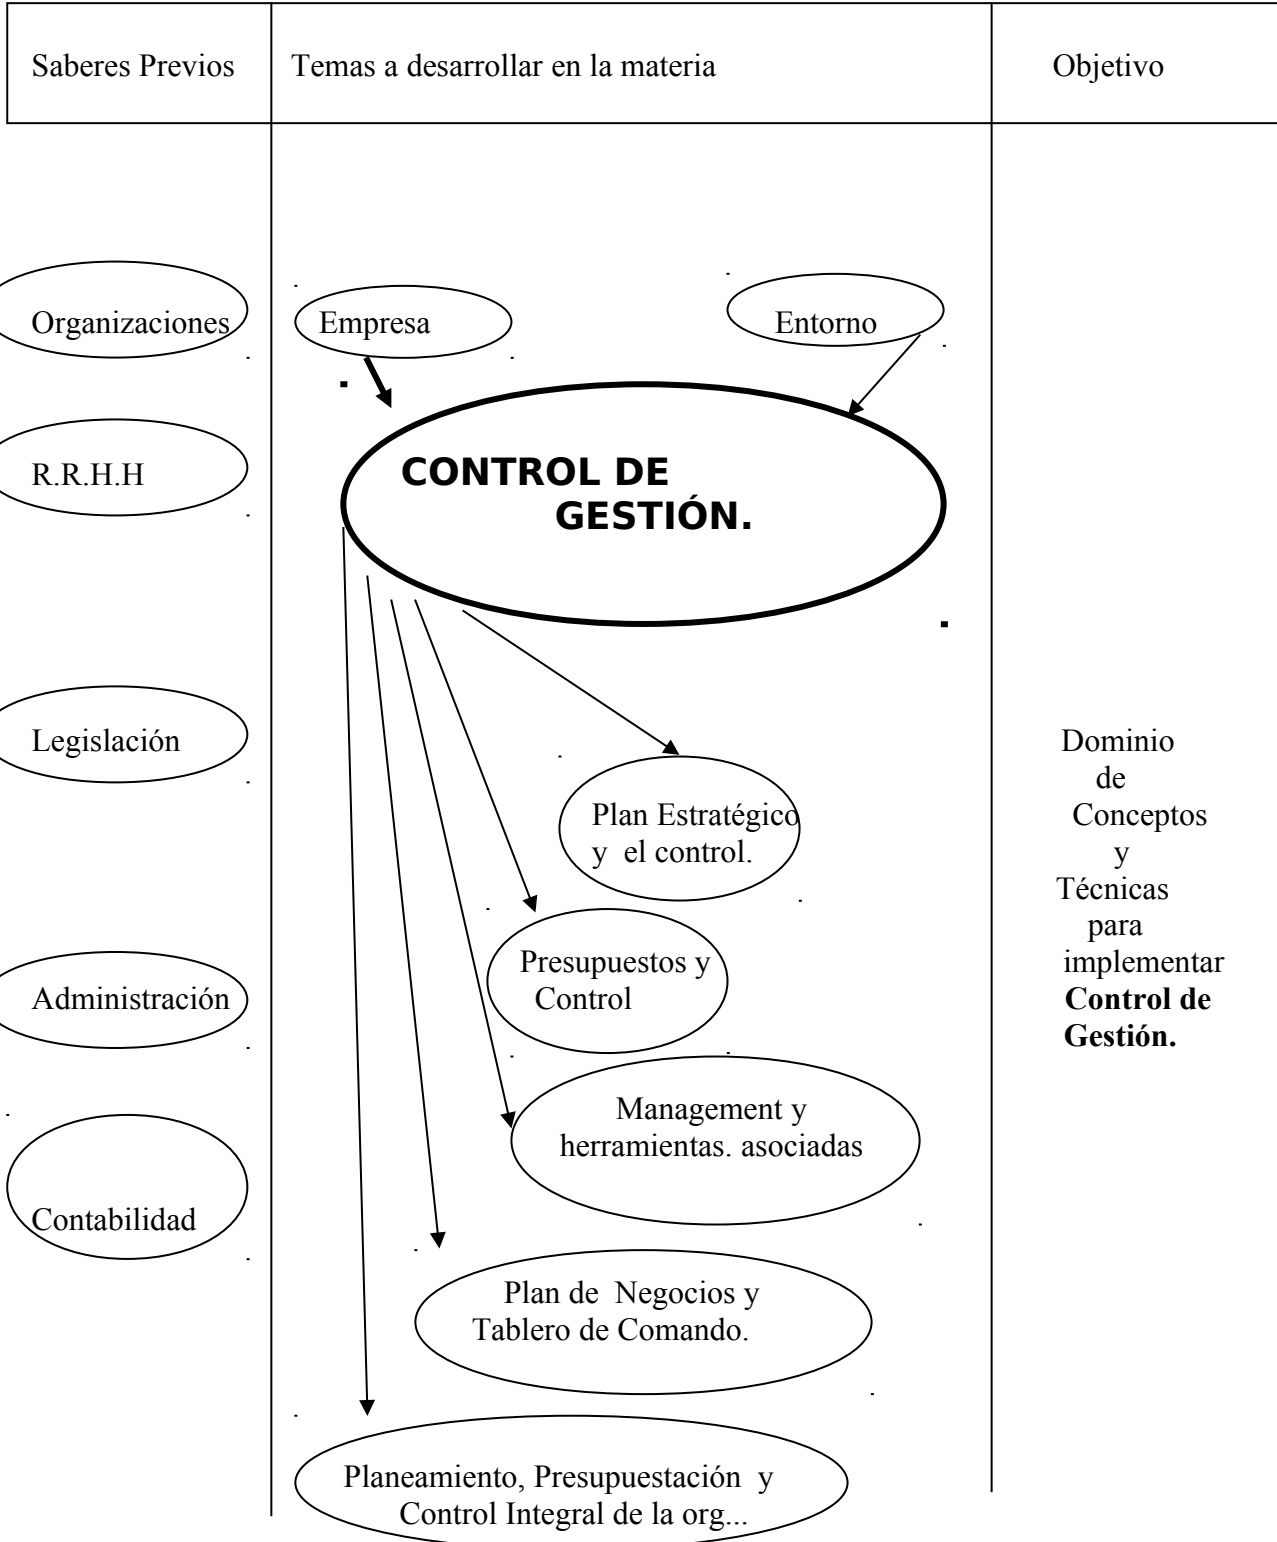 Saberes Previos
Temas a desarrollar en la materia
Objetivo
Organizaciones
R.R.H.H
Legislación
Administración
Contabilidad
Empresa
Entorno
CONTROL DE
GESTIÓN.
Plan Estratégico
y el control.
Presupuestos y
Control
Management y
herramientas. asociadas
Plan de Negocios y
Tablero de Comando.
Planeamiento, Presupuestación y
Control Integral de la org...
Dominio
de
Conceptos
y
Técnicas
para
implementar
Control de
Gestión.